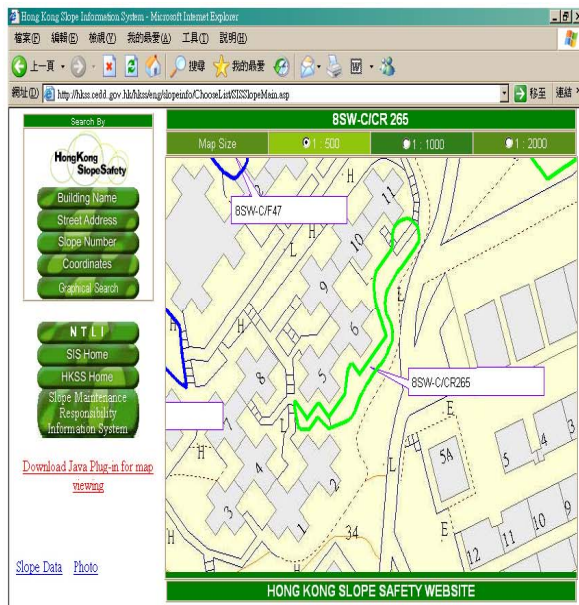 Hong Kong Slope Information System - Microsoft Internet Explorer
檔案(F) 編輯(E) 檢視(V) 我的最愛(A) 工具(T) 說明(H)
上一頁 搜尋 我的最愛
網址(D) http://hkss.cedd.gov.hk/hkss/eng/slopeinfo/ChooseList/SISSlopeMain.asp 移至 連結
Search By
HongKong
SlopeSafety
Building Name
Street Address
Slope Number
Coordinates
Graphical Search
N T L I
SIS Home
HKSS Home
Slope Maintenance
Responsibility
Information System
Download Java Plug-in for map
viewing
Slope Data Photo
8SW-C/CR 265
Map Size 1 : 500 1 : 1000 1 : 2000
8SW-C/F47
8SW-C/CR265
H
11
10
L
H
9
L
6
H
H
8
5
L
7
H
4
L
3
1
2
34
H
E
5A
E
5
4
3
12
11
10
9
HONG KONG SLOPE SAFETY WEBSITE